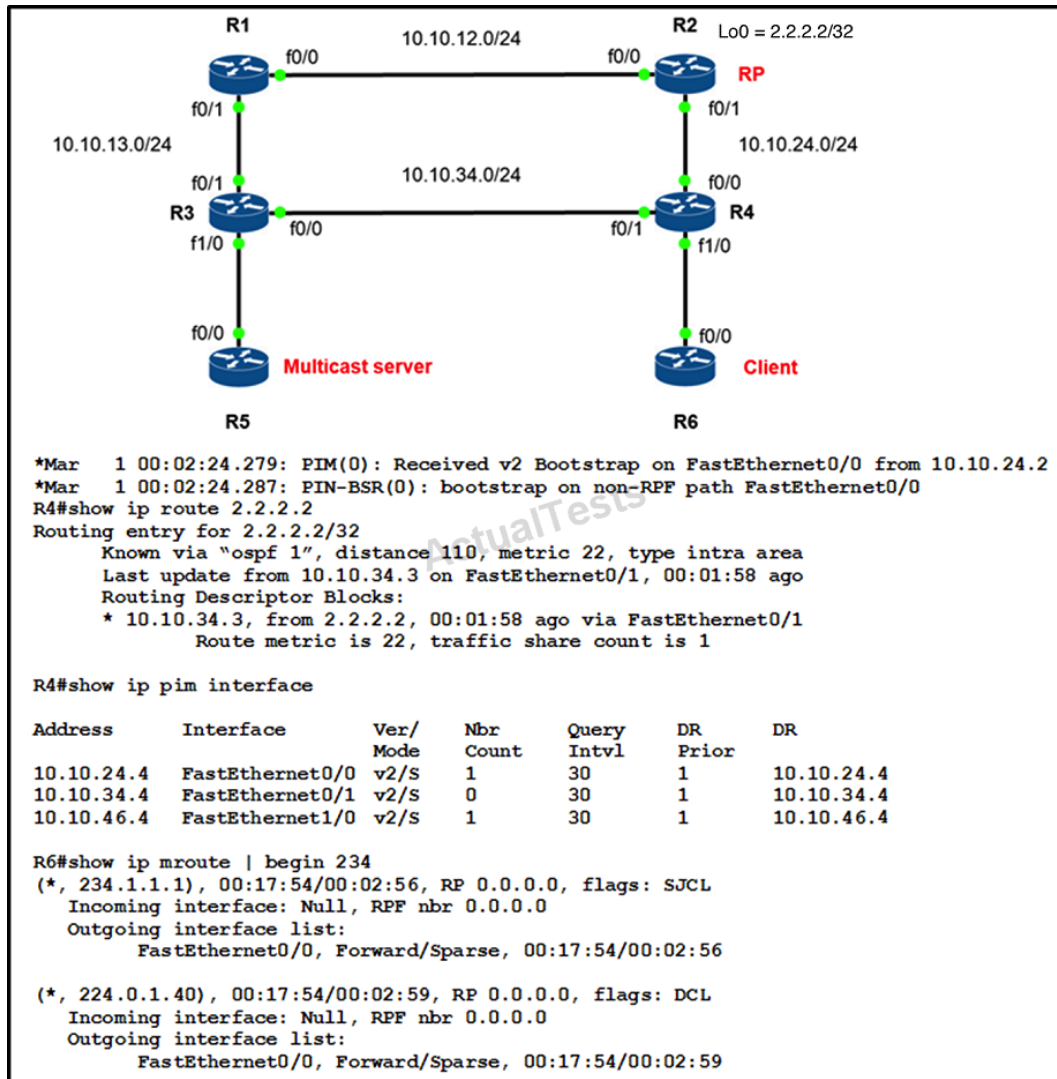 R1
R2 Lo0 = 2.2.2.2/32
10.10.12.0/24
f0/0
f0/0
RP
f0/1
f0/1
10.10.13.0/24
10.10.24.0/24
10.10.34.0/24
f0/1
f0/0
R3
R4
f0/0
f0/1
f1/0
f1/0
f0/0
f0/0
Multicast server
Client
R5
R6
*Mar 1 00:02:24.279: PIM(0): Received v2 Bootstrap on FastEthernet0/0 from 10.10.24.2
*Mar 1 00:02:24.287: PIN-BSR(0): bootstrap on non-RPF path FastEthernet0/0
R4#show ip route 2.2.2.2
Routing entry for 2.2.2.2/32
Known via "ospf 1", distance 110, metric 22, type intra area
Last update from 10.10.34.3 on FastEthernet0/1, 00:01:58 ago
Routing Descriptor Blocks:
* 10.10.34.3, from 2.2.2.2, 00:01:58 ago via FastEthernet0/1
Route metric is 22, traffic share count is 1
ActualTests
R4#show ip pim interface
Address Interface Ver/ Nbr Query DR DR
Mode Count Intvl Prior
10.10.24.4 FastEthernet0/0 v2/S 1 30 1 10.10.24.4
10.10.34.4 FastEthernet0/1 v2/S 0 30 1 10.10.34.4
10.10.46.4 FastEthernet1/0 v2/S 1 30 1 10.10.46.4
R6#show ip mroute | begin 234
(*, 234.1.1.1), 00:17:54/00:02:56, RP 0.0.0.0, flags: SJCL
Incoming interface: Null, RPF nbr 0.0.0.0
Outgoing interface list:
FastEthernet0/0, Forward/Sparse, 00:17:54/00:02:56
(*, 224.0.1.40), 00:17:54/00:02:59, RP 0.0.0.0, flags: DCL
Incoming interface: Null, RPF nbr 0.0.0.0
Outgoing interface list:
FastEthernet0/0, Forward/Sparse, 00:17:54/00:02:59